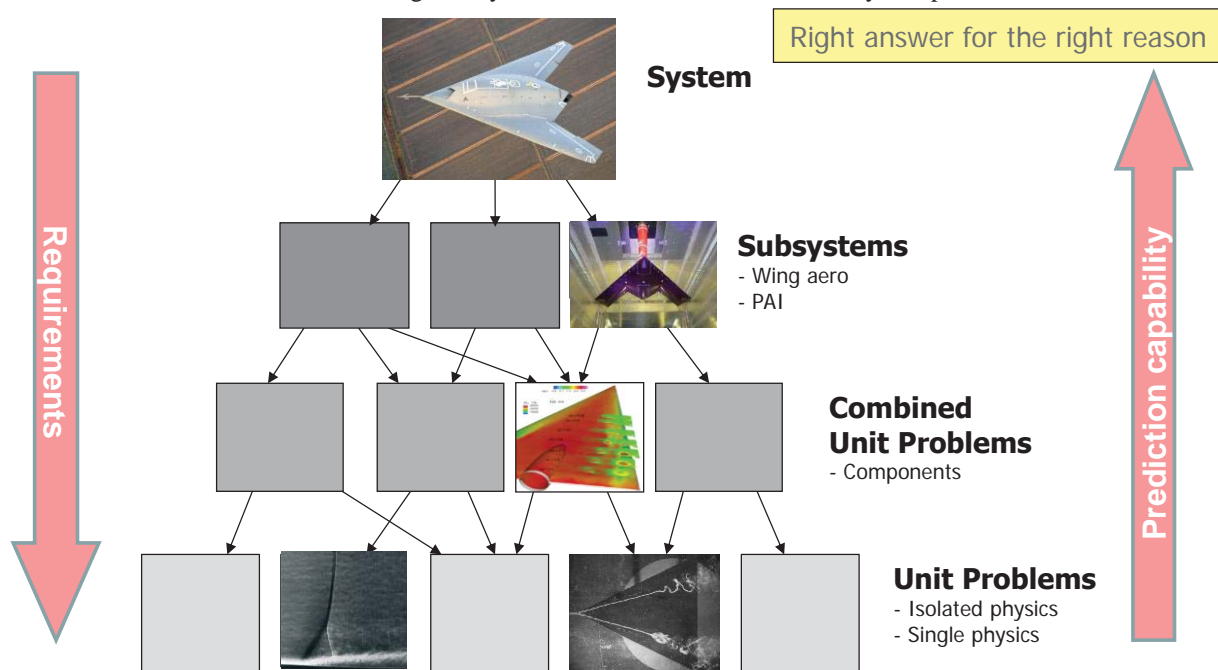 Right answer for the right reason
System
Requirements
Prediction capability
Subsystems
- Wing aero
- PAI
Combined
Unit Problems
- Components
Unit Problems
- Isolated physics
- Single physics